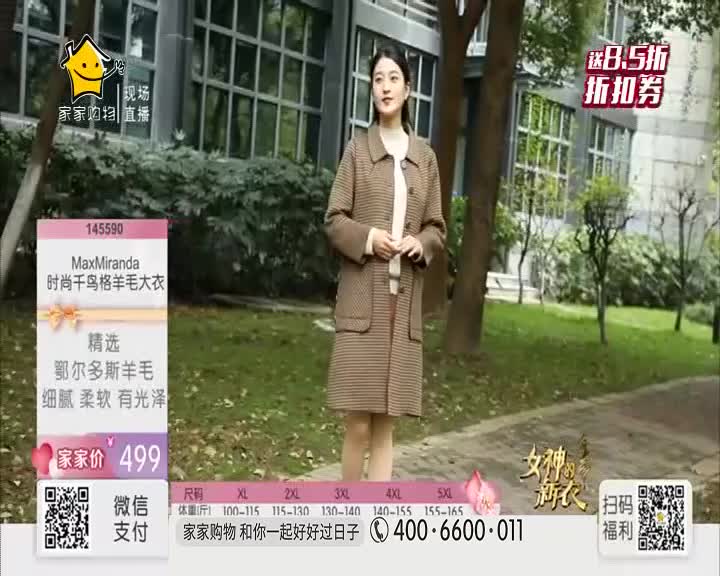 家家购物
现场
直播
送8.5折
折扣券
145590
MaxMiranda
时尚千鸟格羊毛大衣
精选
鄂尔多斯羊毛
细腻 柔软 有光泽
家家价 ¥499
女神的新衣
尺码 XL 2XL 3XL 4XL 5XL
体重(斤) 100-115 115-130 130-140 140-155 155-165
微信
支付
家家购物 和你一起好好过日子 400·6600·011
扫码
福利